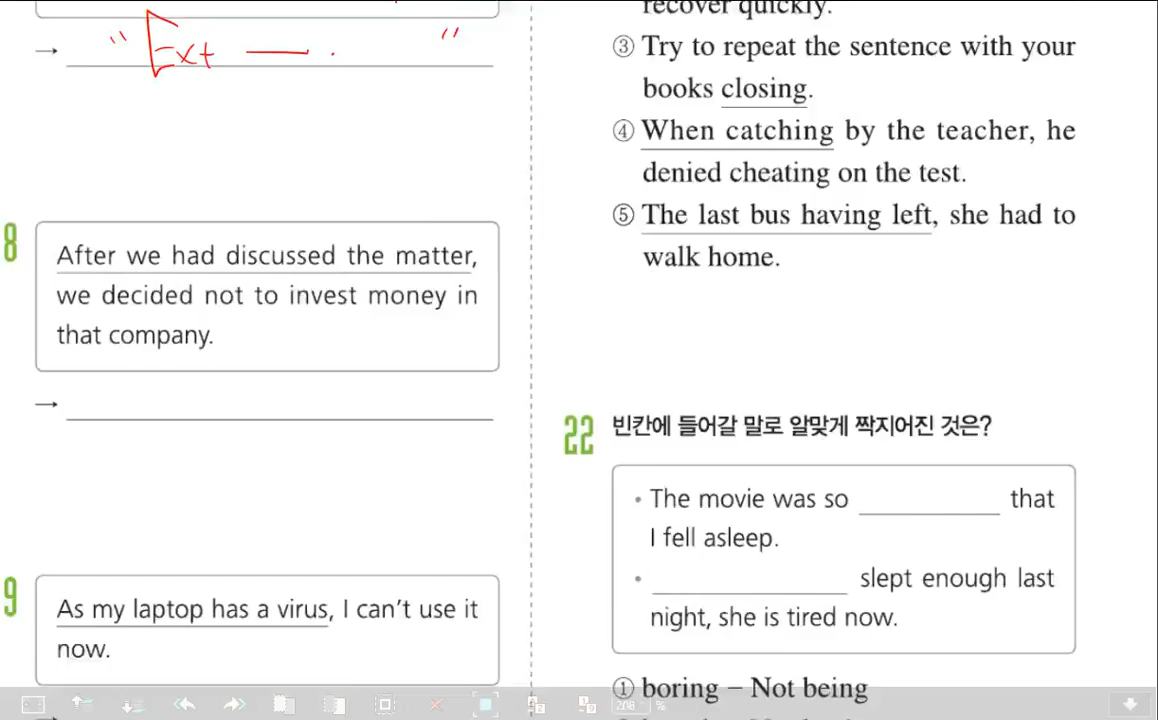 → " Ext — . "
8
After we had discussed the matter,
we decided not to invest money in
that company.
→
9
As my laptop has a virus, I can't use it
now.
recover quickly.
③ Try to repeat the sentence with your
books closing.
④ When catching by the teacher, he
denied cheating on the test.
⑤ The last bus having left, she had to
walk home.
22 빈칸에 들어갈 말로 알맞게 짝지어진 것은?
• The movie was so ____________ that
I fell asleep.
• ________________ slept enough last
night, she is tired now.
① boring − Not being
208 %